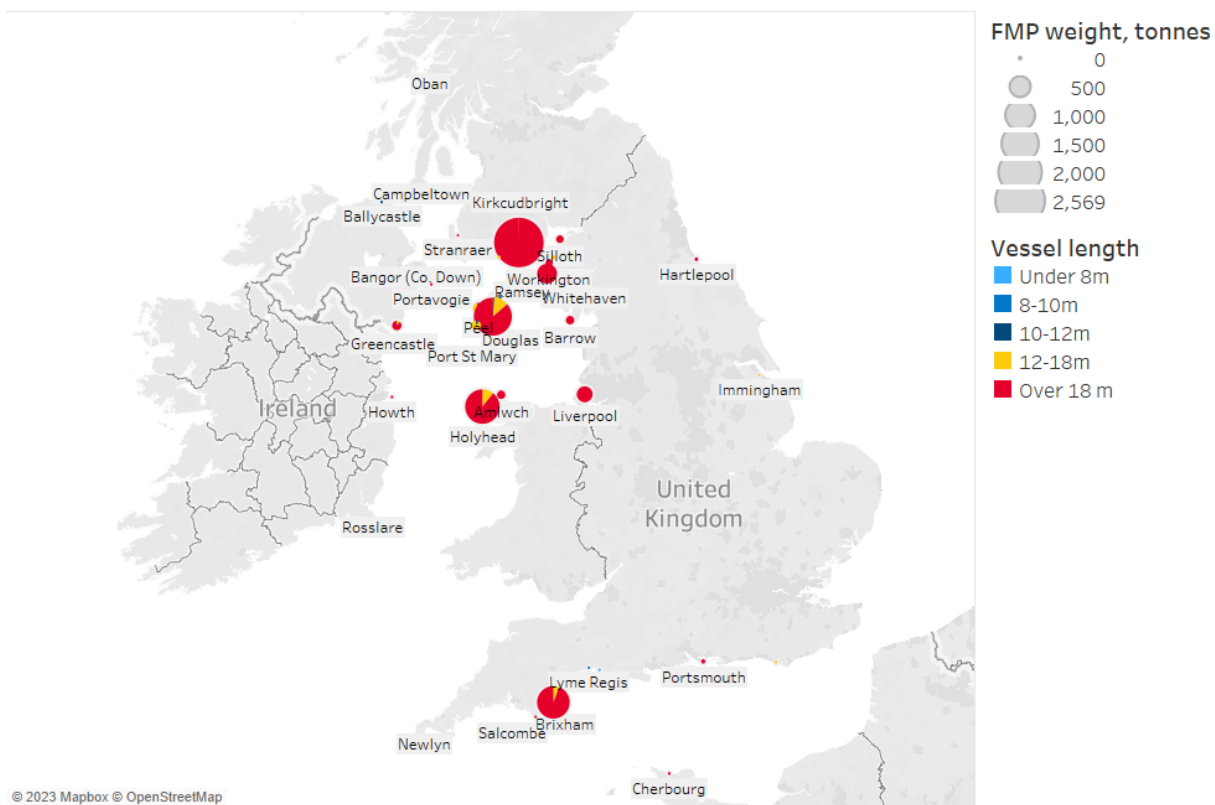 FMP weight, tonnes
0
500
1,000
1,500
2,000
2,569
Vessel length
Under 8m
8-10m
10-12m
12-18m
Over 18 m
Oban
Campbeltown
Kirkcudbright
Ballycastle
Stranraer
Silloth
Hartlepool
Bangor (Co, Down)
Workington
Ramsey
Portavogie
Whitehaven
Peel
Douglas
Barrow
Greencastle
Port St Mary
Immingham
Ireland
Howth
Amlwch
Liverpool
Holyhead
United
Kingdom
Rosslare
Lyme Regis
Portsmouth
Brixham
Salcombe
Newlyn
Cherbourg
© 2023 Mapbox © OpenStreetMap